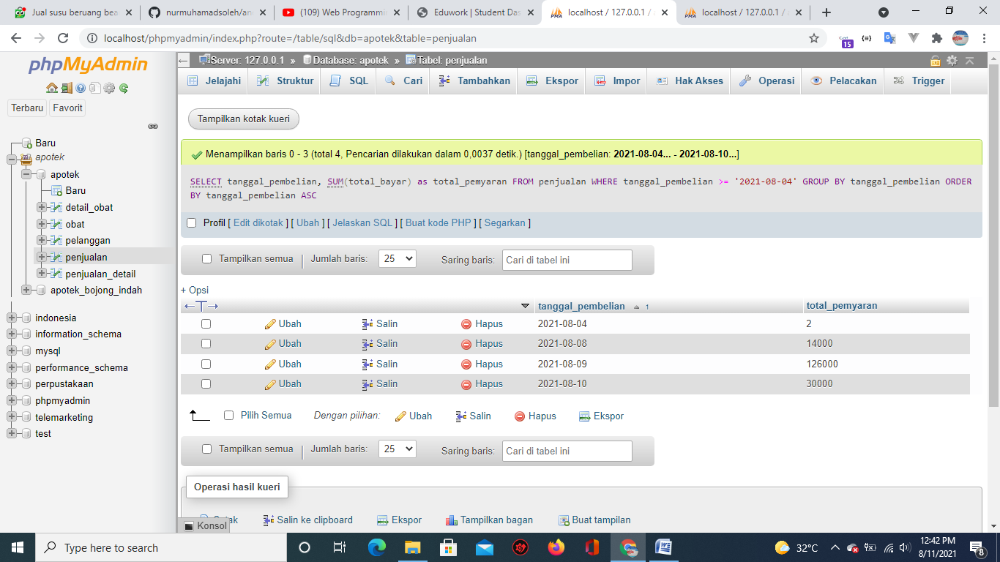 Jual susu beruang bea
nurmuhamadsoleh/an
(109) Web Programmi
Eduwork | Student Das
localhost / 127.0.0.1 / a
localhost / 127.0.0.1 /
localhost/phpmyadmin/index.php?route=/table/sql&db=apotek&table=penjualan
15
phpMyAdmin
Terbaru
Favorit
Baru
apotek
apotek
Baru
detail_obat
obat
pelanggan
penjualan
penjualan_detail
apotek_bojong_indah
indonesia
information_schema
mysql
performance_schema
perpustakaan
phpmyadmin
telemarketing
test
Server: 127.0.0.1 » Database: apotek » Tabel: penjualan
Jelajahi Struktur SQL Cari Tambahkan Ekspor Impor Hak Akses Operasi Pelacakan Trigger
Tampilkan kotak kueri
Menampilkan baris 0 - 3 (total 4, Pencarian dilakukan dalam 0,0037 detik.) [tanggal_pembelian: 2021-08-04... - 2021-08-10...]
SELECT tanggal_pembelian, SUM(total_bayar) as total_pemyaran FROM penjualan WHERE tanggal_pembelian >= '2021-08-04' GROUP BY tanggal_pembelian ORDER
BY tanggal_pembelian ASC
Profil [ Edit dikotak ] [ Ubah ] [ Jelaskan SQL ] [ Buat kode PHP ] [ Segarkan ]
Tampilkan semua | Jumlah baris: 25 Saring baris: Cari di tabel ini
+ Opsi
←T→ tanggal_pembelian 1 total_pemyaran
Ubah Salin Hapus 2021-08-04 2
Ubah Salin Hapus 2021-08-08 14000
Ubah Salin Hapus 2021-08-09 126000
Ubah Salin Hapus 2021-08-10 30000
Pilih Semua Dengan pilihan: Ubah Salin Hapus Ekspor
Tampilkan semua | Jumlah baris: 25 Saring baris: Cari di tabel ini
Operasi hasil kueri
Salin ke clipboard Ekspor Tampilkan bagan Buat tampilan
Konsol
Type here to search
32°C
12:42 PM
8/11/2021
8